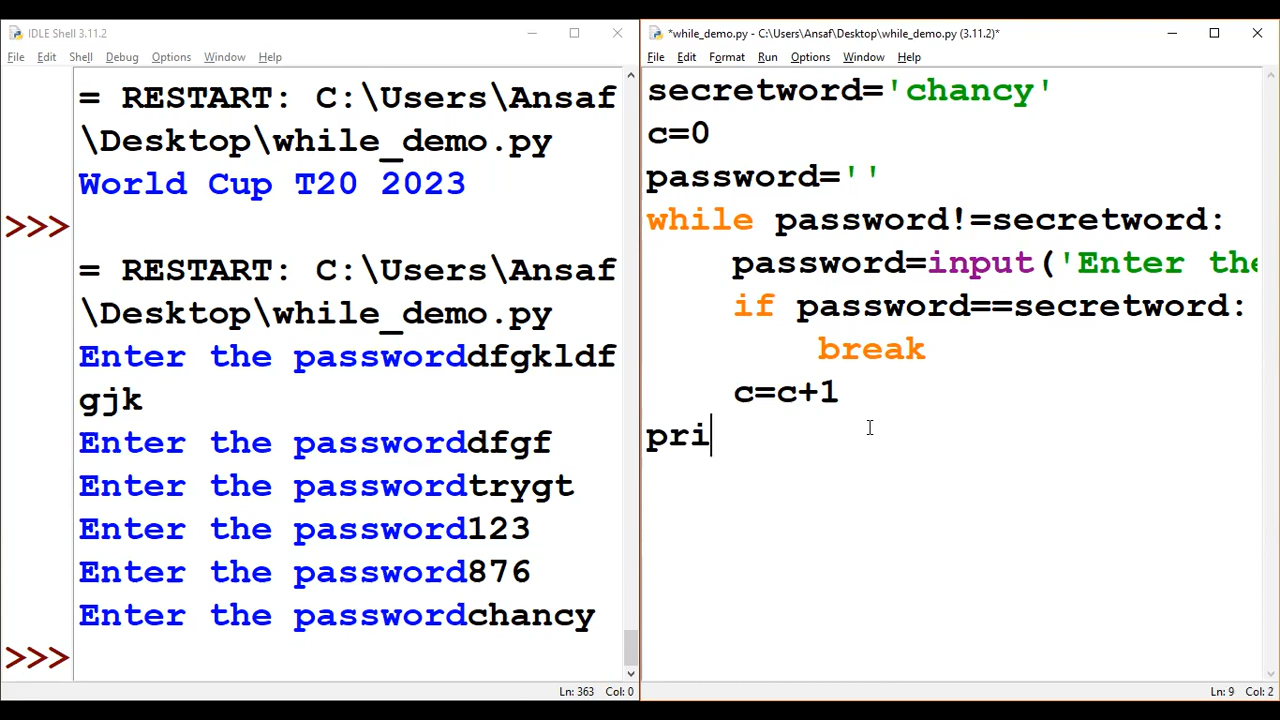 IDLE Shell 3.11.2
File Edit Shell Debug Options Window Help
= RESTART: C:\Users\Ansaf
\Desktop\while_demo.py
World Cup T20 2023
>>>
= RESTART: C:\Users\Ansaf
\Desktop\while_demo.py
Enter the passworddfgkldf
gjk
Enter the passworddfgf
Enter the passwordtrygt
Enter the password123
Enter the password876
Enter the passwordchancy
>>>
Ln: 363 Col: 0
*while_demo.py - C:\Users\Ansaf\Desktop\while_demo.py (3.11.2)*
File Edit Format Run Options Window Help
secretword='chancy'
c=0
password=''
while password!=secretword:
password=input('Enter the
if password==secretword:
break
c=c+1
pri
Ln: 9 Col: 2